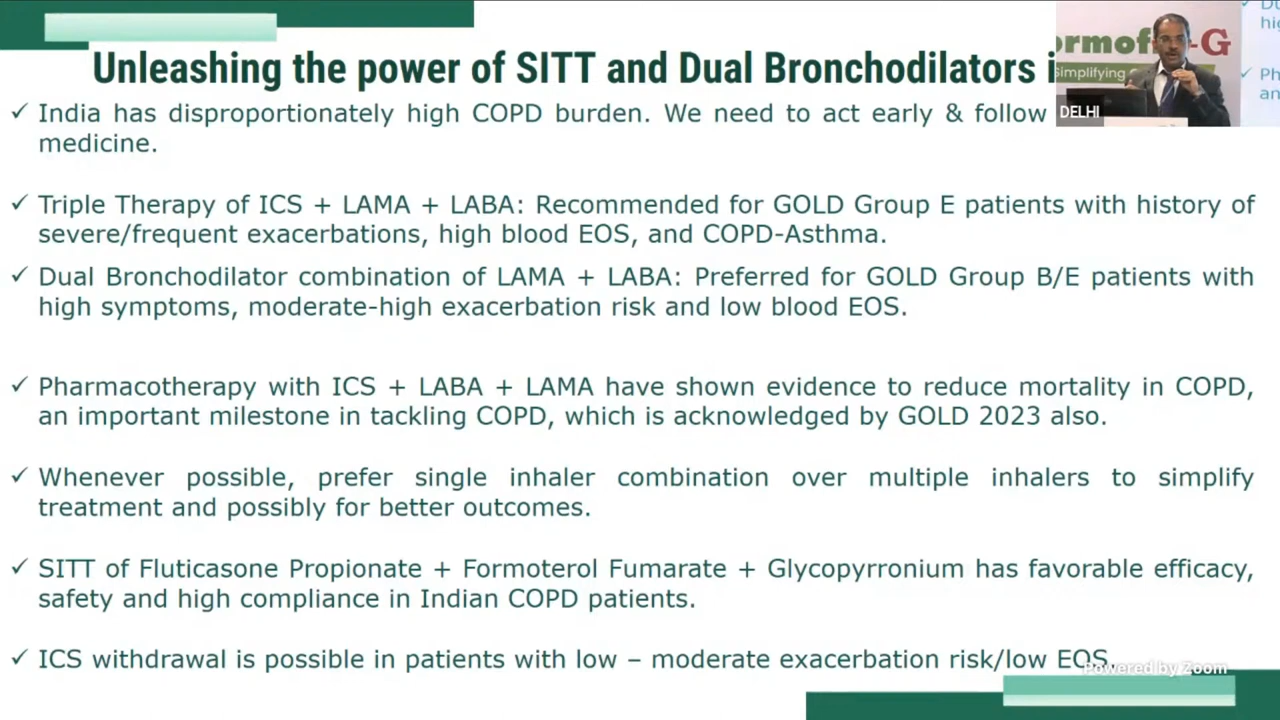 Unleashing the power of SITT and Dual Bronchodilators i
✓ India has disproportionately high COPD burden. We need to act early & follow
medicine.
✓ Triple Therapy of ICS + LAMA + LABA: Recommended for GOLD Group E patients with history of
severe/frequent exacerbations, high blood EOS, and COPD-Asthma.
✓ Dual Bronchodilator combination of LAMA + LABA: Preferred for GOLD Group B/E patients with
high symptoms, moderate-high exacerbation risk and low blood EOS.
✓ Pharmacotherapy with ICS + LABA + LAMA have shown evidence to reduce mortality in COPD,
an important milestone in tackling COPD, which is acknowledged by GOLD 2023 also.
✓ Whenever possible, prefer single inhaler combination over multiple inhalers to simplify
treatment and possibly for better outcomes.
✓ SITT of Fluticasone Propionate + Formoterol Fumarate + Glycopyrronium has favorable efficacy,
safety and high compliance in Indian COPD patients.
✓ ICS withdrawal is possible in patients with low – moderate exacerbation risk/low EOS.
Powered by Zoom
-G
Simplifying
DELHI